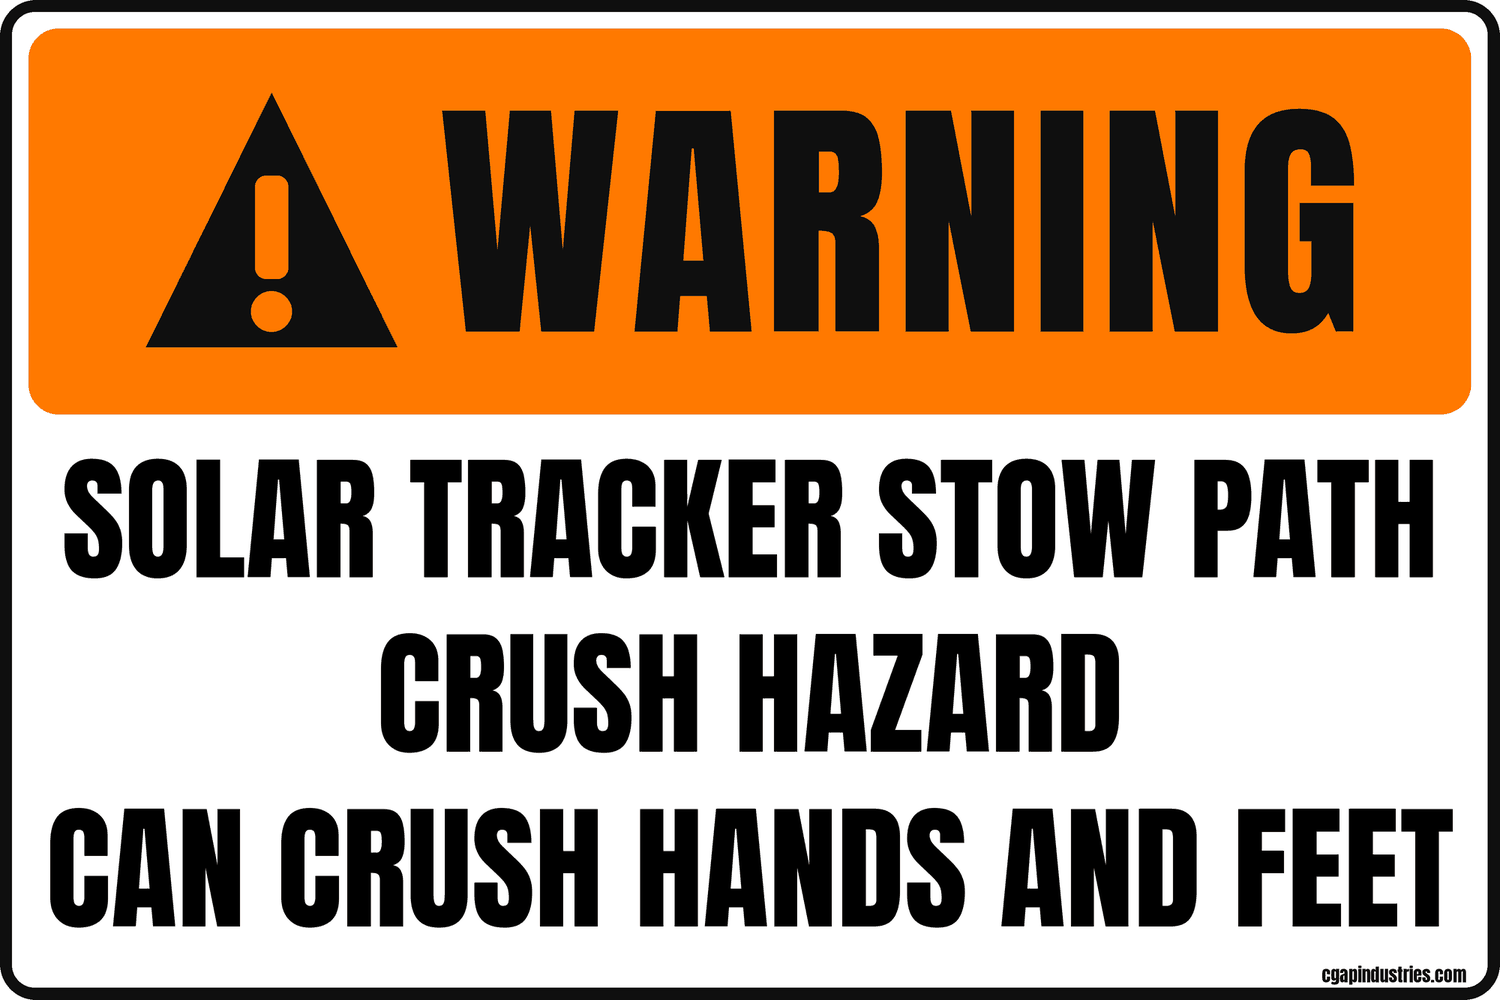 WARNING
SOLAR TRACKER STOW PATH
CRUSH HAZARD
CAN CRUSH HANDS AND FEET
cgapindustries.com